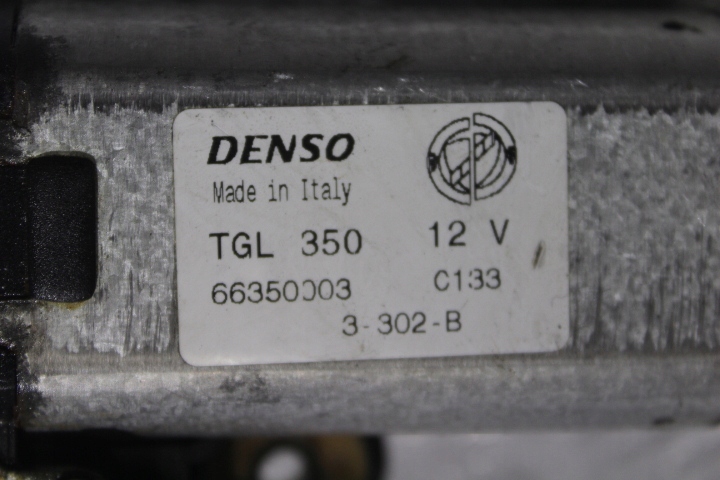 DENSO
Made in Italy
TGL 350 12 V
66350003 C133
3-302-B